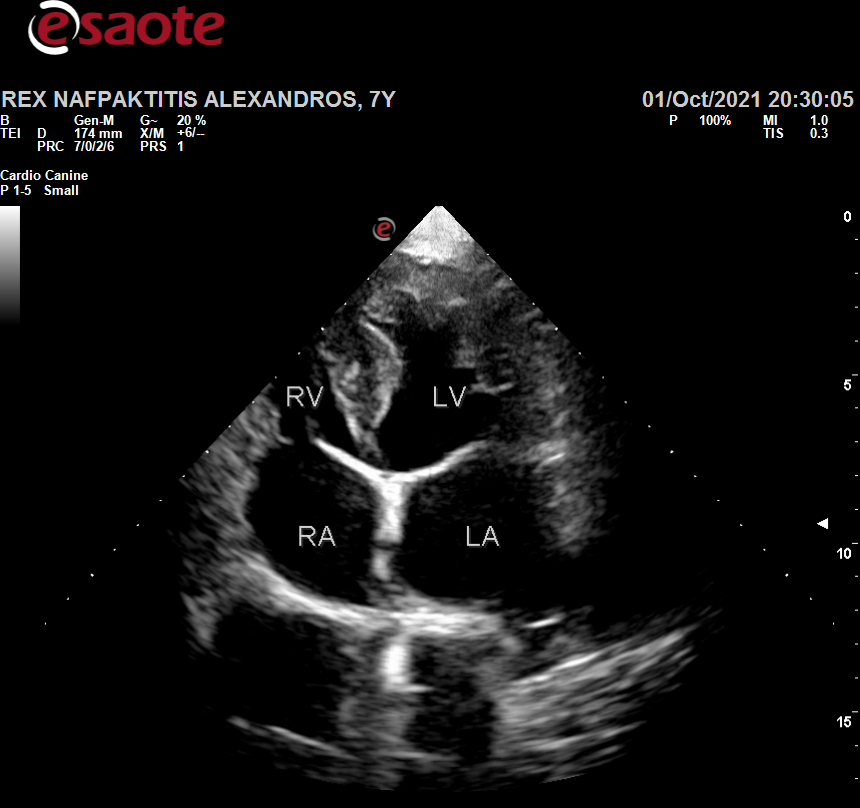 esaote
REX NAFPAKTITIS ALEXANDROS, 7Y 01/Oct/2021 20:30:05
B Gen-M G~ 20 % P 100% MI 1.0
TEI D 174 mm X/M +6/-- TIS 0.3
PRC 7/0/2/6 PRS 1
Cardio Canine
P 1-5 Small
e
0
5
RV LV
RA LA
10
15